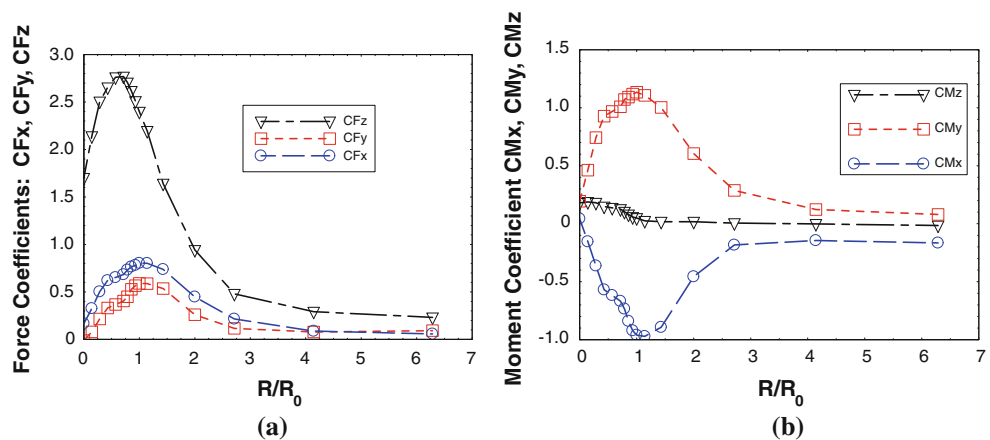 Force Coefficients: CFx, CFy, CFz
3.0
2.5
2.0
1.5
1.0
0.5
0
0 1 2 3 4 5 6 7
R/R0
CFz
CFy
CFx
(a)
Moment Coefficient CMx, CMy, CMz
1.5
1.0
0.5
0
-0.5
-1.0
0 1 2 3 4 5 6 7
R/R0
CMz
CMy
CMx
(b)